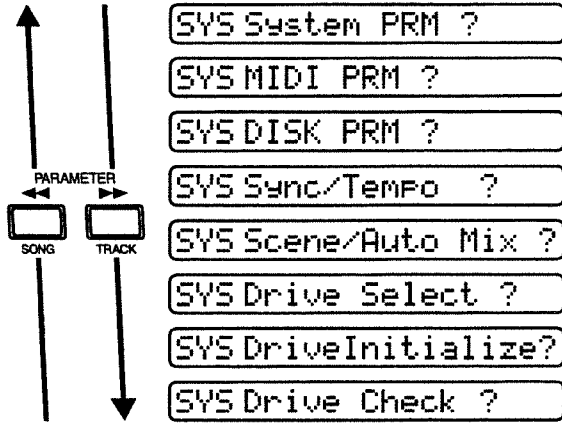 SYS System PRM ?
SYS MIDI PRM ?
SYS DISK PRM ?
PARAMETER
SYS Sync/Tempo ?
SONG TRACK
SYS Scene/Auto Mix ?
SYS Drive Select ?
SYS DriveInitialize?
SYS Drive Check ?